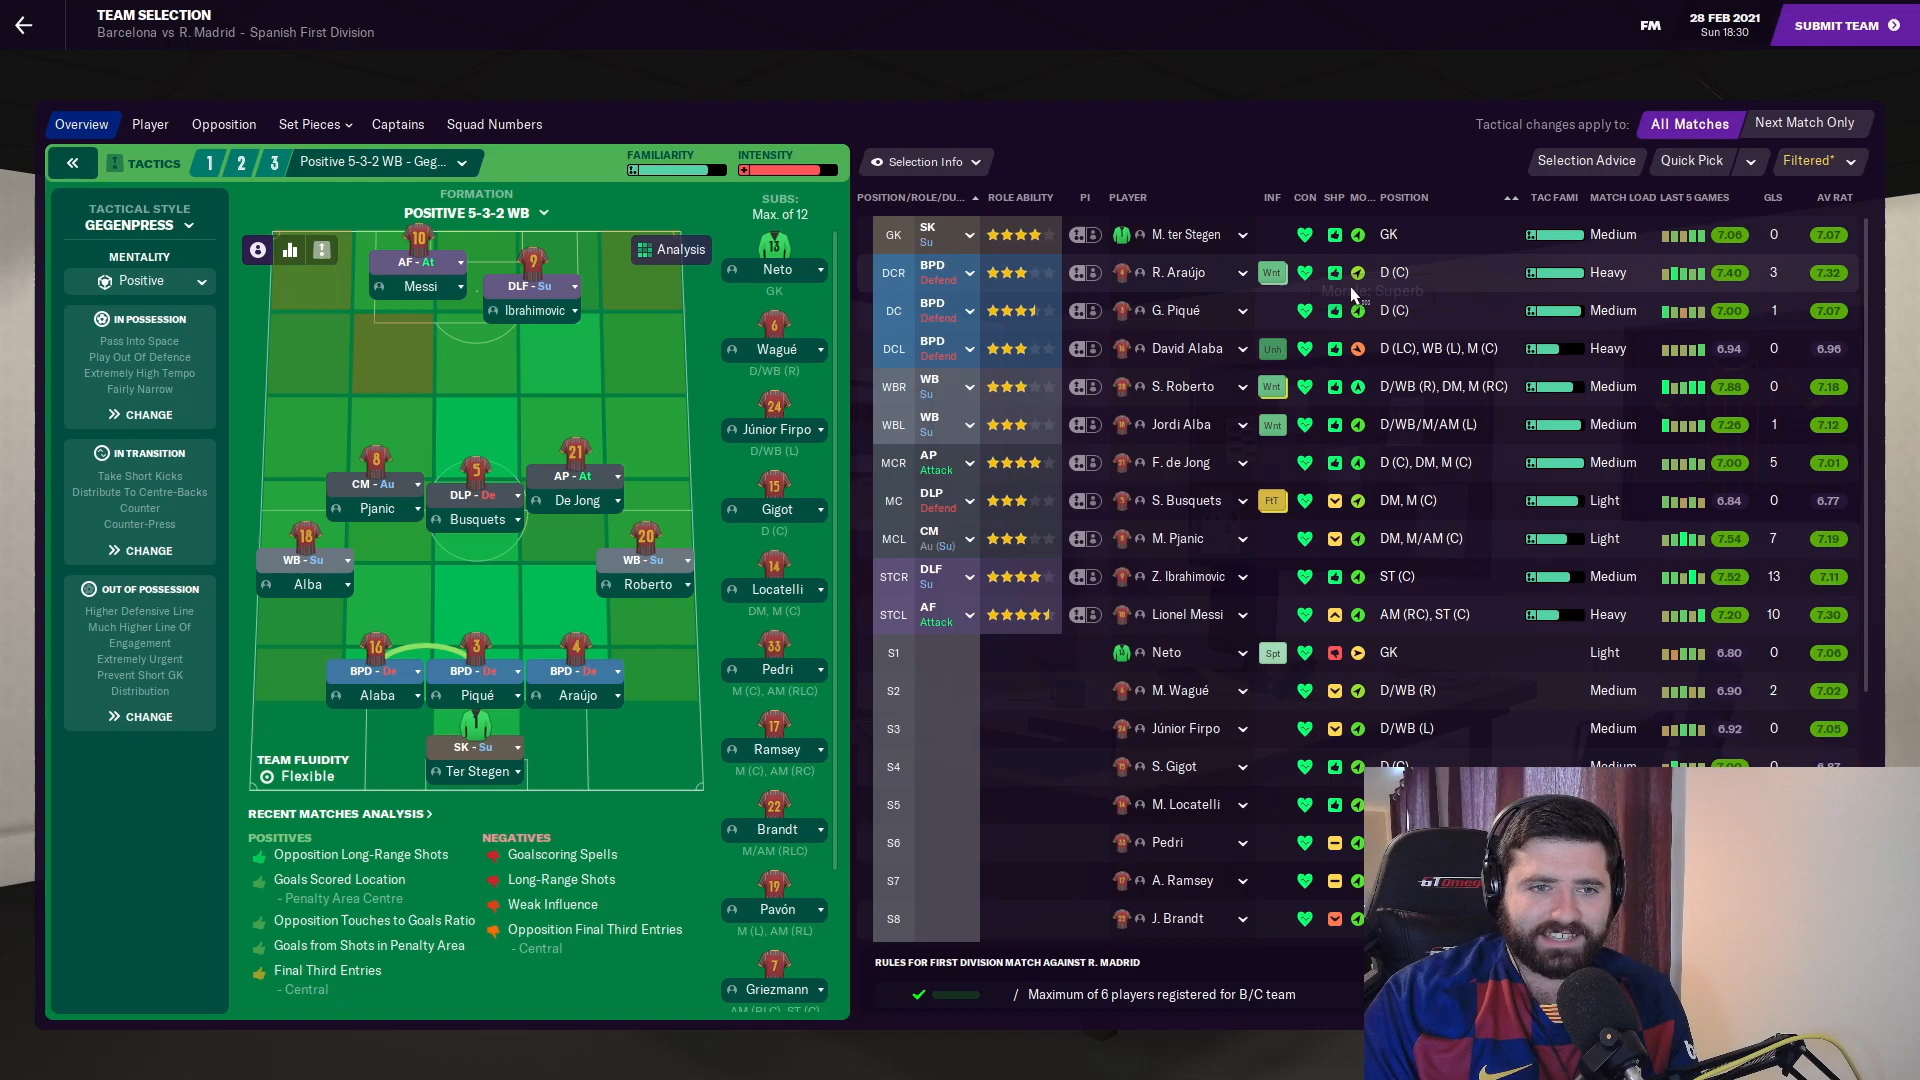 TEAM SELECTION
Barcelona vs R. Madrid - Spanish First Division
FM
28 FEB 2021
Sun 18:30
SUBMIT TEAM
Overview
Player
Opposition
Set Pieces
Captains
Squad Numbers
Tactical changes apply to:
All Matches
Next Match Only
TACTICS
1
2
3
Positive 5-3-2 WB - Geg...
FAMILIARITY
INTENSITY
TACTICAL STYLE
GEGENPRESS
MENTALITY
Positive
IN POSSESSION
Pass Into Space
Play Out Of Defence
Extremely High Tempo
Fairly Narrow
CHANGE
IN TRANSITION
Take Short Kicks
Distribute To Centre-Backs
Counter
Counter-Press
CHANGE
OUT OF POSSESSION
Higher Defensive Line
Much Higher Line Of
Engagement
Extremely Urgent
Prevent Short GK
Distribution
CHANGE
FORMATION
POSITIVE 5-3-2 WB
Analysis
10
AF - At
Messi
9
DLF - Su
Ibrahimovic
8
CM - Au
Pjanic
5
DLP - De
Busquets
21
AP - At
De Jong
18
WB - Su
Alba
20
WB - Su
Roberto
16
BPD - De
Alaba
3
BPD - De
Piqué
4
BPD - De
Araújo
SK - Su
Ter Stegen
TEAM FLUIDITY
Flexible
SUBS:
Max. of 12
13
Neto
GK
6
Wagué
D/WB (R)
24
Júnior Firpo
D/WB (L)
15
Gigot
D (C)
14
Locatelli
DM, M (C)
33
Pedri
M (C), AM (RLC)
17
Ramsey
M (C), AM (RC)
22
Brandt
M/AM (RLC)
19
Pavón
M (L), AM (RL)
7
Griezmann
AM (RLC), ST (C)
RECENT MATCHES ANALYSIS
POSITIVES
Opposition Long-Range Shots
Goals Scored Location
- Penalty Area Centre
Opposition Touches to Goals Ratio
Goals from Shots in Penalty Area
Final Third Entries
- Central
NEGATIVES
Goalscoring Spells
Long-Range Shots
Weak Influence
Opposition Final Third Entries
- Central
Selection Info
Selection Advice
Quick Pick
Filtered*
POSITION/ROLE/DU... ROLE ABILITY PI PLAYER INF CON SHP MO... POSITION TAC FAMI MATCH LOAD LAST 5 GAMES GLS AV RAT
GK SK Su M. ter Stegen GK Medium 7.06 0 7.07
DCR BPD Defend R. Araújo Wnt D (C) Heavy 7.40 3 7.32
Morale: Superb
DC BPD Defend G. Piqué D (C) Medium 7.00 1 7.07
DCL BPD Defend David Alaba Unh D (LC), WB (L), M (C) Heavy 6.94 0 6.96
WBR WB Su S. Roberto Wnt D/WB (R), DM, M (RC) Medium 7.88 0 7.18
WBL WB Su Jordi Alba Wnt D/WB/M/AM (L) Medium 7.26 1 7.12
MCR AP Attack F. de Jong D (C), DM, M (C) Medium 7.00 5 7.01
MC DLP Defend S. Busquets FtT DM, M (C) Light 6.84 0 6.77
MCL CM Au (Su) M. Pjanic DM, M/AM (C) Light 7.54 7 7.19
STCR DLF Su Z. Ibrahimovic ST (C) Medium 7.52 13 7.11
STCL AF Attack Lionel Messi AM (RC), ST (C) Heavy 7.20 10 7.30
S1 Neto Spt GK Light 6.80 0 7.06
S2 M. Wagué D/WB (R) Medium 6.90 2 7.02
S3 Júnior Firpo D/WB (L) Medium 6.92 0 7.05
S4 S. Gigot D (C) Medium 7.00 0 6.87
S5 M. Locatelli
S6 Pedri
S7 A. Ramsey
S8 J. Brandt
RULES FOR FIRST DIVISION MATCH AGAINST R. MADRID
/ Maximum of 6 players registered for B/C team